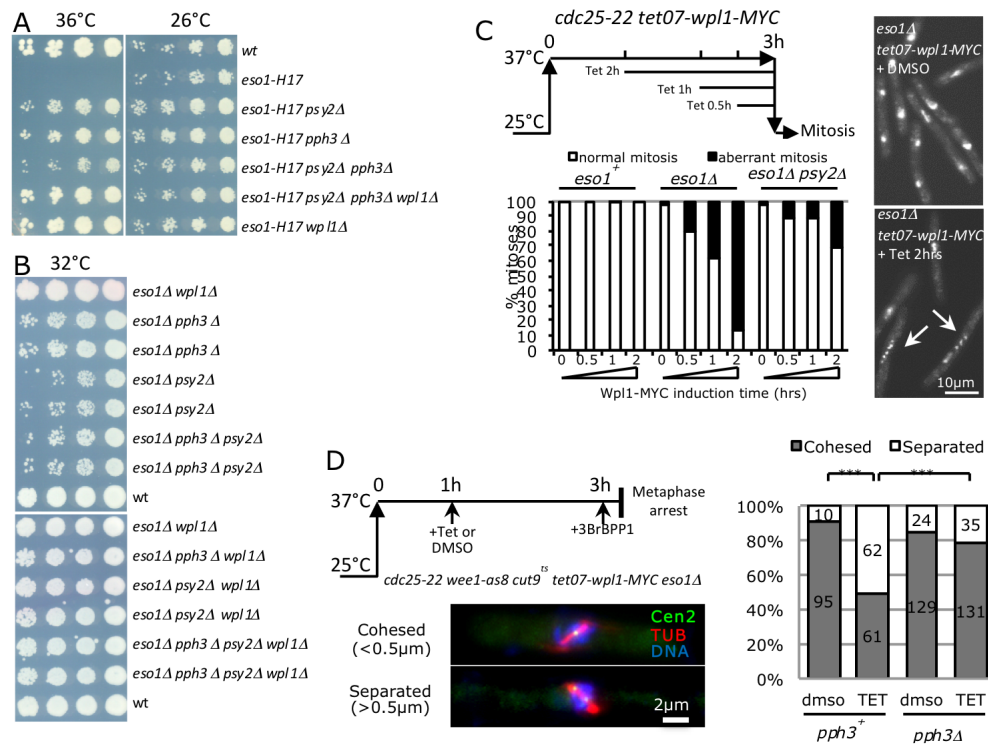 A
36°C 26°C
wt
eso1-H17
eso1-H17 psy2Δ
eso1-H17 pph3 Δ
eso1-H17 psy2Δ pph3Δ
eso1-H17 psy2Δ pph3Δ wpl1Δ
eso1-H17 wpl1Δ
B
32°C
eso1Δ wpl1Δ
eso1Δ pph3 Δ
eso1Δ pph3 Δ
eso1Δ psy2Δ
eso1Δ psy2Δ
eso1Δ pph3 Δ psy2Δ
eso1Δ pph3 Δ psy2Δ
wt
eso1Δ wpl1Δ
eso1Δ pph3 Δ wpl1Δ
eso1Δ psy2Δ wpl1Δ
eso1Δ psy2Δ wpl1Δ
eso1Δ pph3 Δ psy2Δ wpl1Δ
eso1Δ pph3 Δ psy2Δ wpl1Δ
wt
C
cdc25-22 tet07-wpl1-MYC
0 3h
37°C
Tet 2h
Tet 1h
Tet 0.5h
25°C
Mitosis
normal mitosis aberrant mitosis
eso1+ eso1Δ eso1Δ psy2Δ
% mitoses
100
90
80
70
60
50
40
30
20
10
0
0 0.5 1 2 0 0.5 1 2 0 0.5 1 2
Wpl1-MYC induction time (hrs)
eso1Δ
tet07-wpl1-MYC
+ DMSO
eso1Δ
tet07-wpl1-MYC
+ Tet 2hrs
10µm
D
0 1h 3h
37°C
Metaphase
arrest
+Tet or
DMSO
+3BrBPP1
25°C
cdc25-22 wee1-as8 cut9ts tet07-wpl1-MYC eso1Δ
Cohesed
(<0.5µm)
Cen2
TUB
DNA
Separated
(>0.5µm)
2µm
Cohesed Separated
*** ***
100%
80%
60%
40%
20%
0%
10 62 24 35
95 61 129 131
dmso TET dmso TET
pph3+ pph3Δ